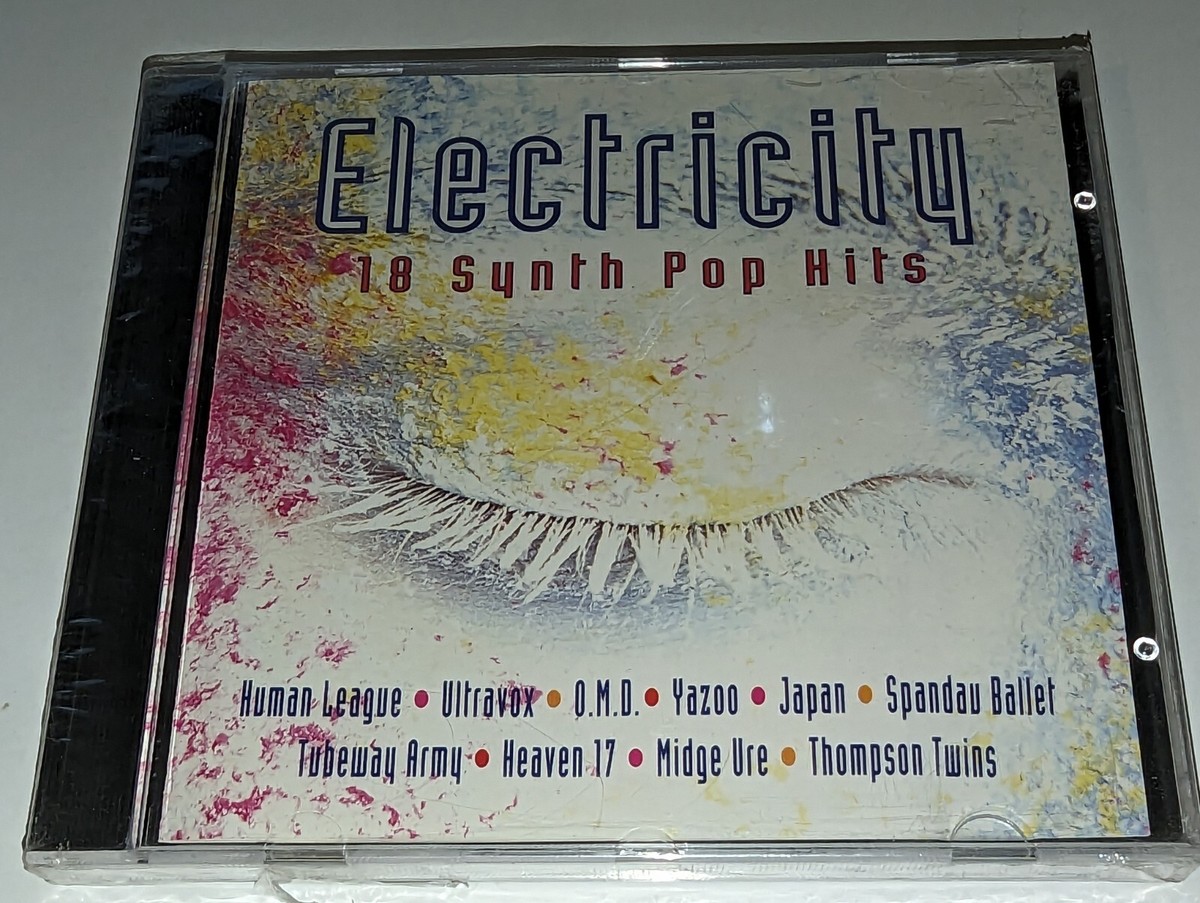 Electricity
18 Synth Pop Hits
Human League • Ultravox • O.M.D. • Yazoo • Japan • Spandau Ballet
Tubeway Army • Heaven 17 • Midge Ure • Thompson Twins